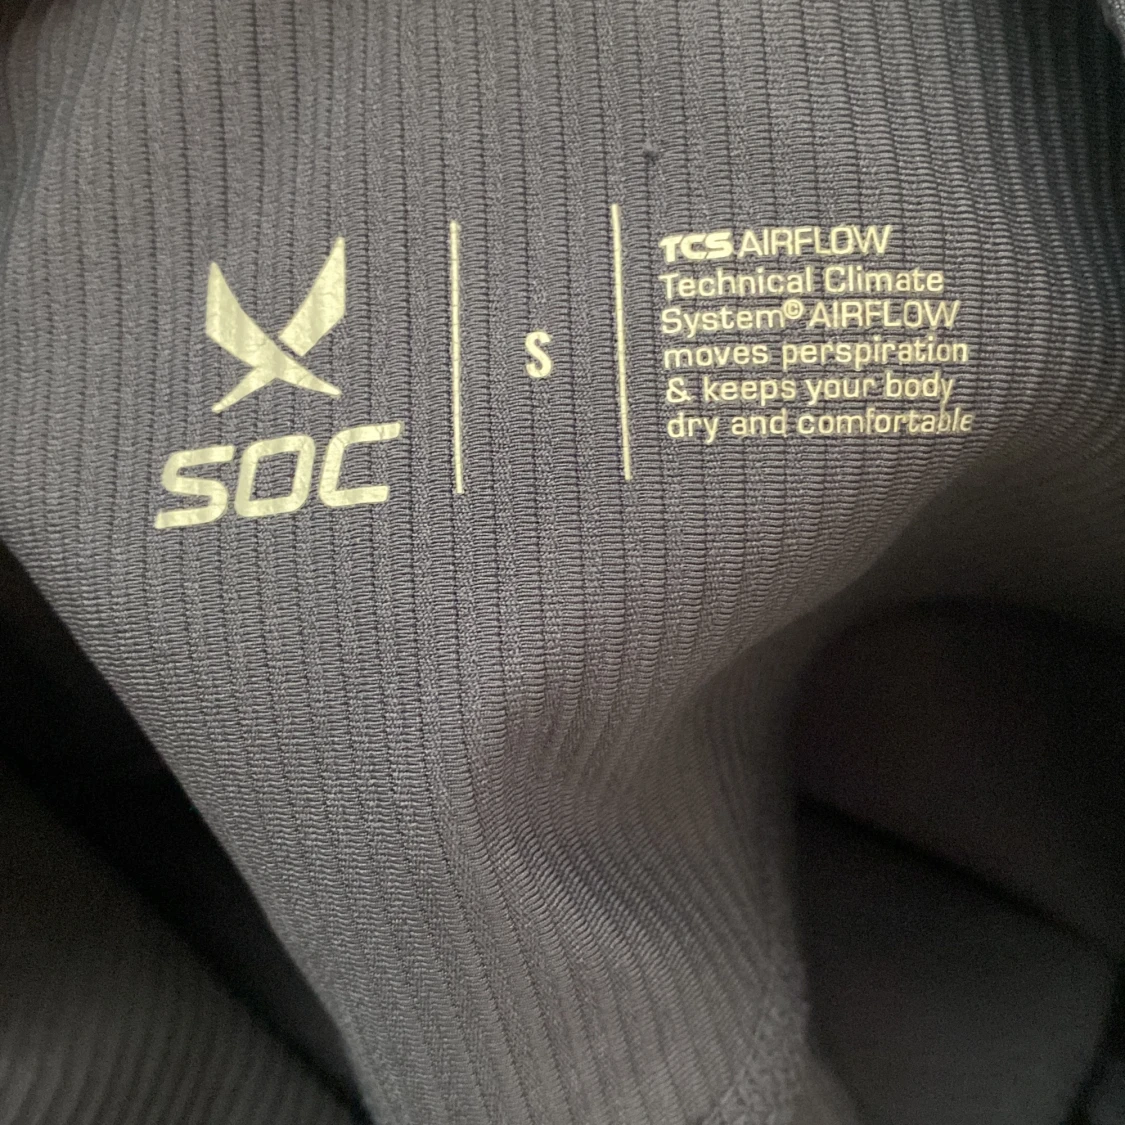 SOC
S
TCS AIRFLOW
Technical Climate
System© AIRFLOW
moves perspiration
& keeps your body
dry and comfortable